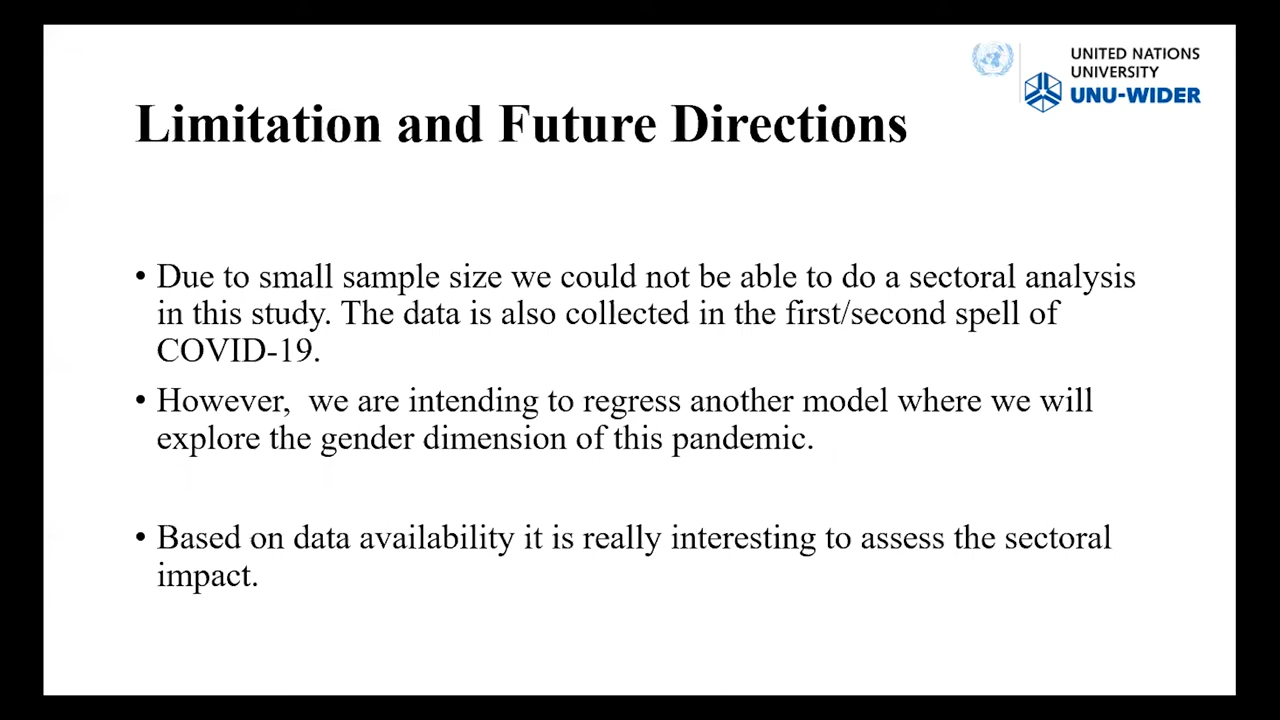 UNITED NATIONS
UNIVERSITY
UNU-WIDER
Limitation and Future Directions
• Due to small sample size we could not be able to do a sectoral analysis
in this study. The data is also collected in the first/second spell of
COVID-19.
• However,  we are intending to regress another model where we will
explore the gender dimension of this pandemic.
• Based on data availability it is really interesting to assess the sectoral
impact.